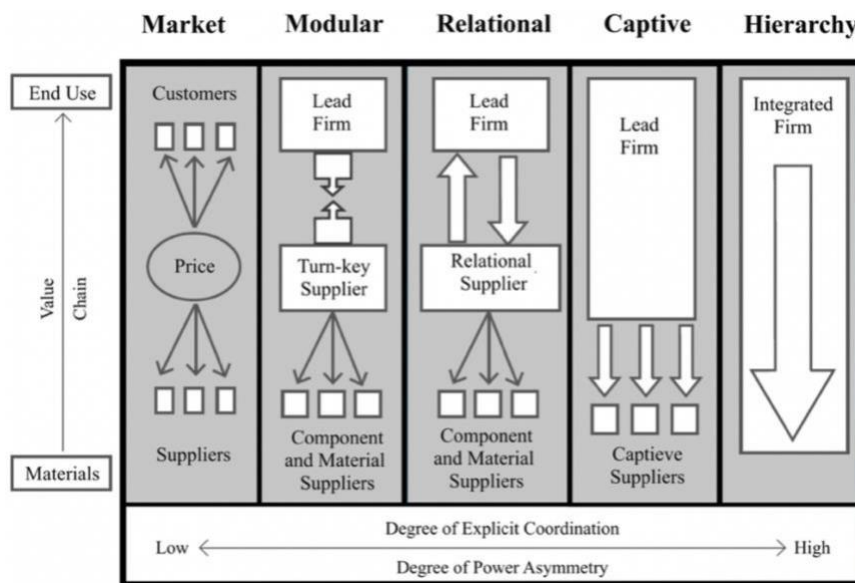 Market
Modular
Relational
Captive
Hierarchy
End Use
Value
Chain
Materials
Customers
Price
Suppliers
Lead
Firm
Turn-key
Supplier
Component
and Material
Suppliers
Lead
Firm
Relational
Supplier
Component
and Material
Suppliers
Lead
Firm
Captieve
Suppliers
Integrated
Firm
Degree of Explicit Coordination
Low
High
Degree of Power Asymmetry